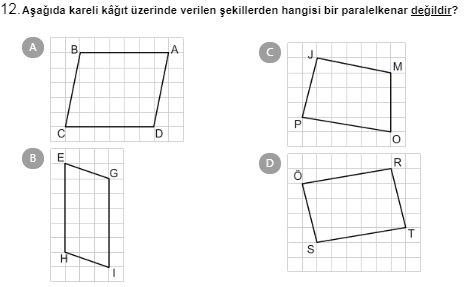 12. Aşağıda kareli kâğıt üzerinde verilen şekillerden hangisi bir paralelkenar değildir?
A
B A
C D
B
E
G
H
I
C
J
M
P
O
D
R
Ö
T
S